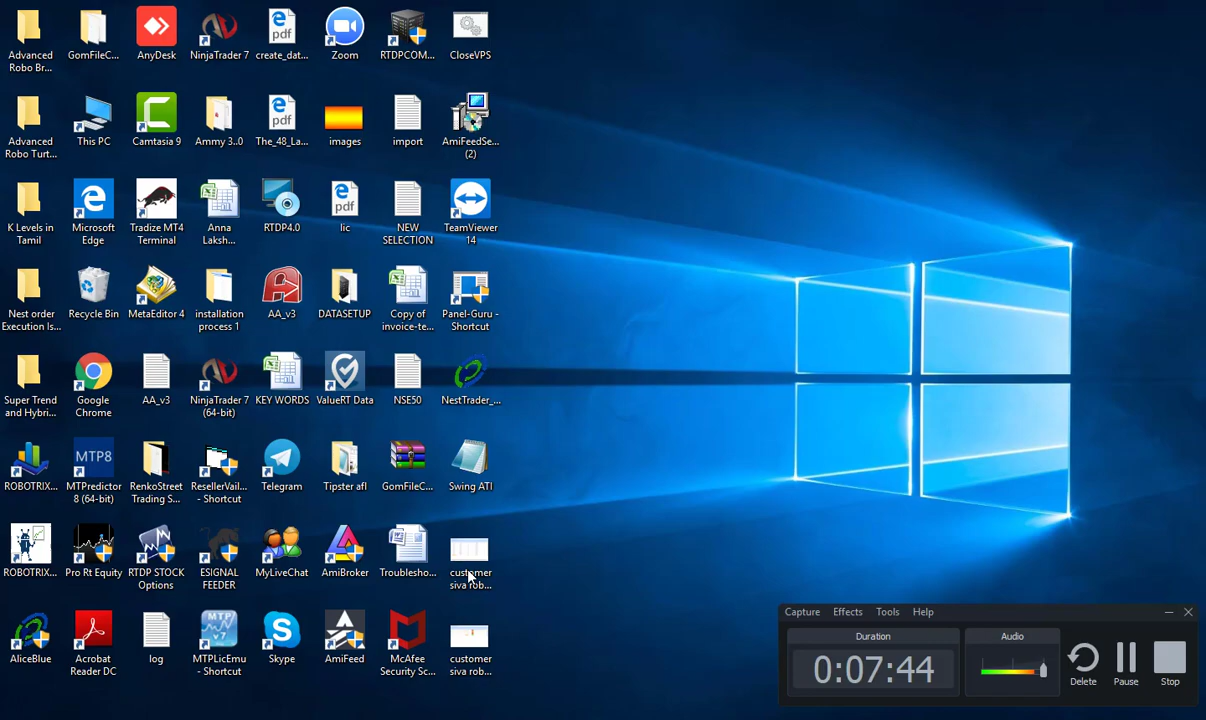 Advanced
Robo Br...
GomFileC...
AnyDesk
NinjaTrader 7
create_dat...
Zoom
RTDPCOM...
CloseVPS
Advanced
Robo Turt...
This PC
Camtasia 9
Ammy 3..0
The_48_La...
images
import
AmiFeedSe...
(2)
K Levels in
Tamil
Microsoft
Edge
Tradize MT4
Terminal
Anna
Laksh...
RTDP4.0
lic
NEW
SELECTION
TeamViewer
14
Nest order
Execution Is...
Recycle Bin
MetaEditor 4
installation
process 1
AA_v3
DATASETUP
Copy of
invoice-te...
Panel-Guru -
Shortcut
Super Trend
and Hybri...
Google
Chrome
AA_v3
NinjaTrader 7
(64-bit)
KEY WORDS
ValueRT Data
NSE50
NestTrader_...
ROBOTRIX...
MTP8
MTPredictor
8 (64-bit)
RenkoStreet
Trading S...
ResellerVail...
- Shortcut
Telegram
Tipster afl
GomFileC...
Swing ATI
ROBOTRIX...
Pro Rt Equity
RTDP STOCK
Options
ESIGNAL
FEEDER
MyLiveChat
AmiBroker
Troublesho...
customer
siva rob...
AliceBlue
Acrobat
Reader DC
log
MTPLicEmu
- Shortcut
Skype
AmiFeed
McAfee
Security Sc...
customer
siva rob...
Capture Effects Tools Help
Duration
0:07:44
Audio
Delete
Pause
Stop